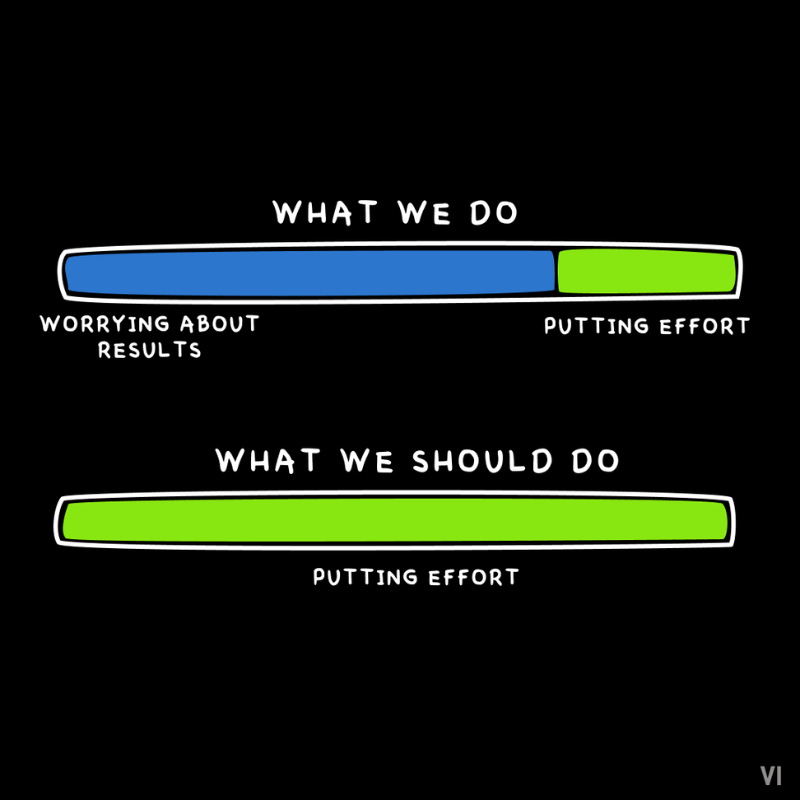 WHAT WE DO
WORRYING ABOUT
RESULTS
PUTTING EFFORT
WHAT WE SHOULD DO
PUTTING EFFORT
VI